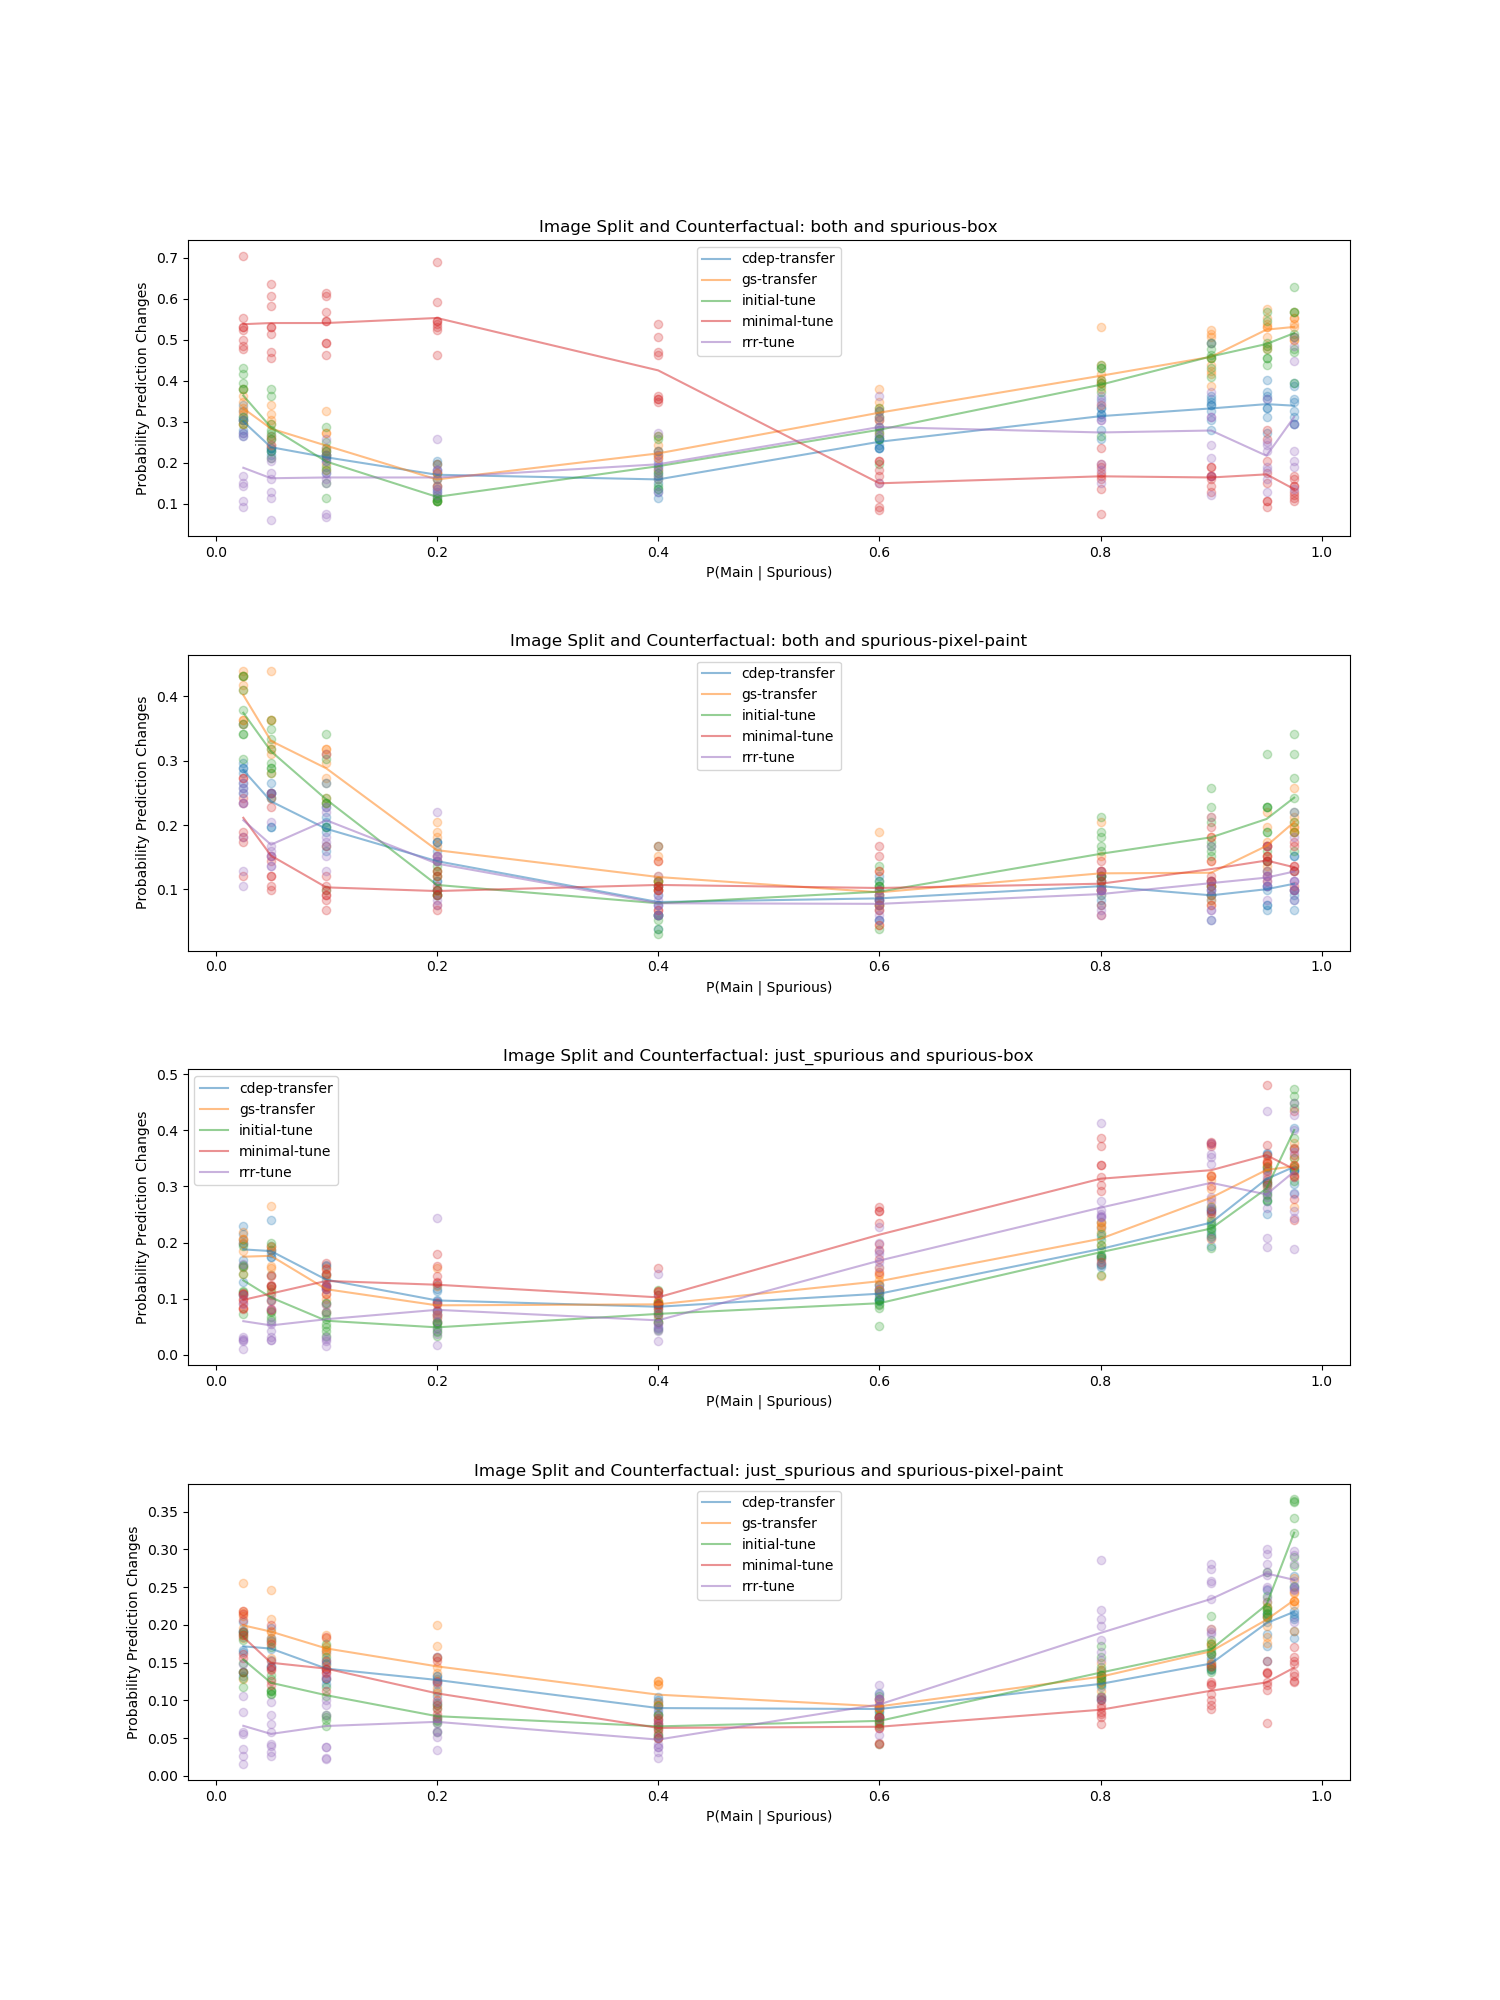 Image Split and Counterfactual: both and spurious-box
0.7
0.6
0.5
0.4
0.3
0.2
0.1
Probability Prediction Changes
cdep-transfer
gs-transfer
initial-tune
minimal-tune
rrr-tune
0.0 0.2 0.4 0.6 0.8 1.0
P(Main | Spurious)
Image Split and Counterfactual: both and spurious-pixel-paint
0.4
0.3
0.2
0.1
Probability Prediction Changes
cdep-transfer
gs-transfer
initial-tune
minimal-tune
rrr-tune
0.0 0.2 0.4 0.6 0.8 1.0
P(Main | Spurious)
Image Split and Counterfactual: just_spurious and spurious-box
0.5
0.4
0.3
0.2
0.1
0.0
Probability Prediction Changes
cdep-transfer
gs-transfer
initial-tune
minimal-tune
rrr-tune
0.0 0.2 0.4 0.6 0.8 1.0
P(Main | Spurious)
Image Split and Counterfactual: just_spurious and spurious-pixel-paint
0.35
0.30
0.25
0.20
0.15
0.10
0.05
0.00
Probability Prediction Changes
cdep-transfer
gs-transfer
initial-tune
minimal-tune
rrr-tune
0.0 0.2 0.4 0.6 0.8 1.0
P(Main | Spurious)